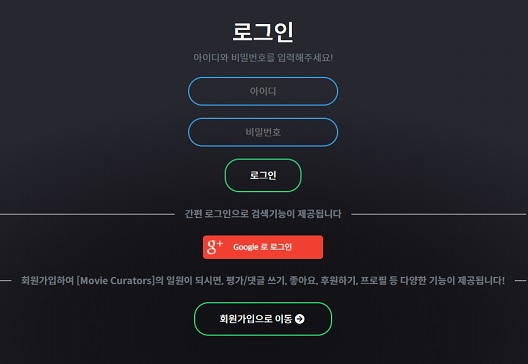 로그인
아이디와 비밀번호를 입력해주세요!
아이디
비밀번호
로그인
간편 로그인으로 검색기능이 제공됩니다
g+ Google 로 로그인
회원가입하여 [Movie Curators]의 일원이 되시면, 평가/댓글 쓰기, 좋아요, 후원하기, 프로필 등 다양한 기능이 제공됩니다!
회원가입으로 이동